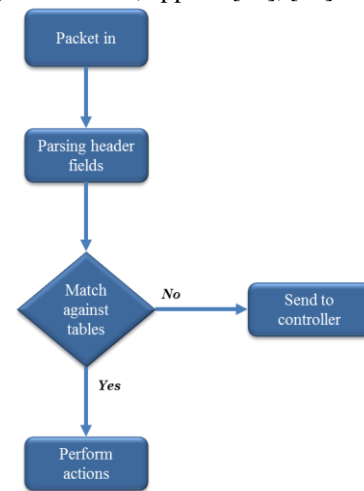 Packet in
Parsing header
fields
Match
against
tables
No
Send to
controller
Yes
Perform
actions